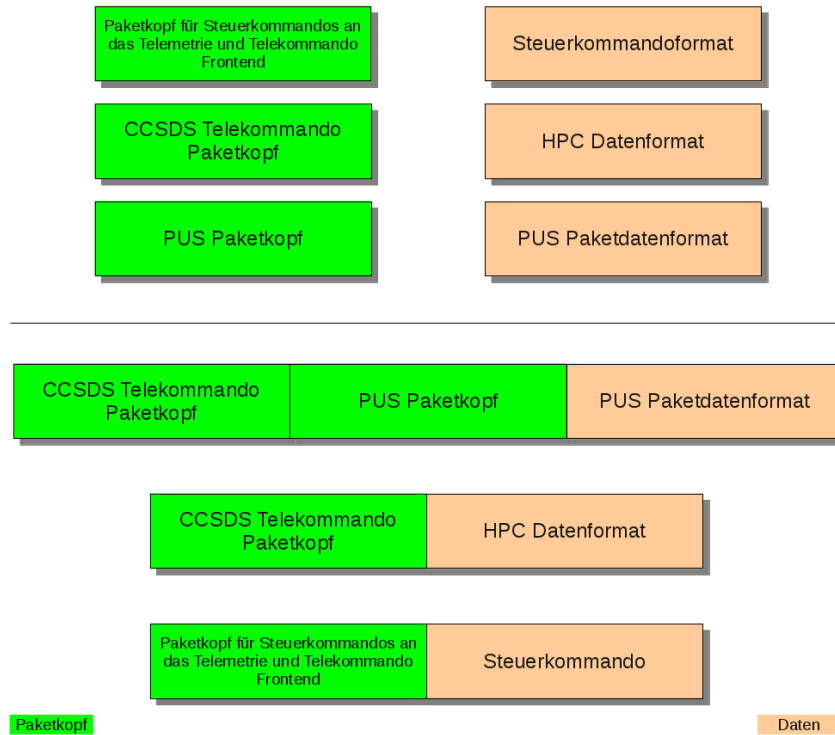 Paketkopf für Steuerkommandos an
das Telemetrie und Telekommando
Frontend
Steuerkommandoformat
CCSDS Telekommando
Paketkopf
HPC Datenformat
PUS Paketkopf
PUS Paketdatenformat
CCSDS Telekommando
Paketkopf
PUS Paketkopf
PUS Paketdatenformat
CCSDS Telekommando
Paketkopf
HPC Datenformat
Paketkopf für Steuerkommandos an
das Telemetrie und Telekommando
Frontend
Steuerkommando
Paketkopf
Daten